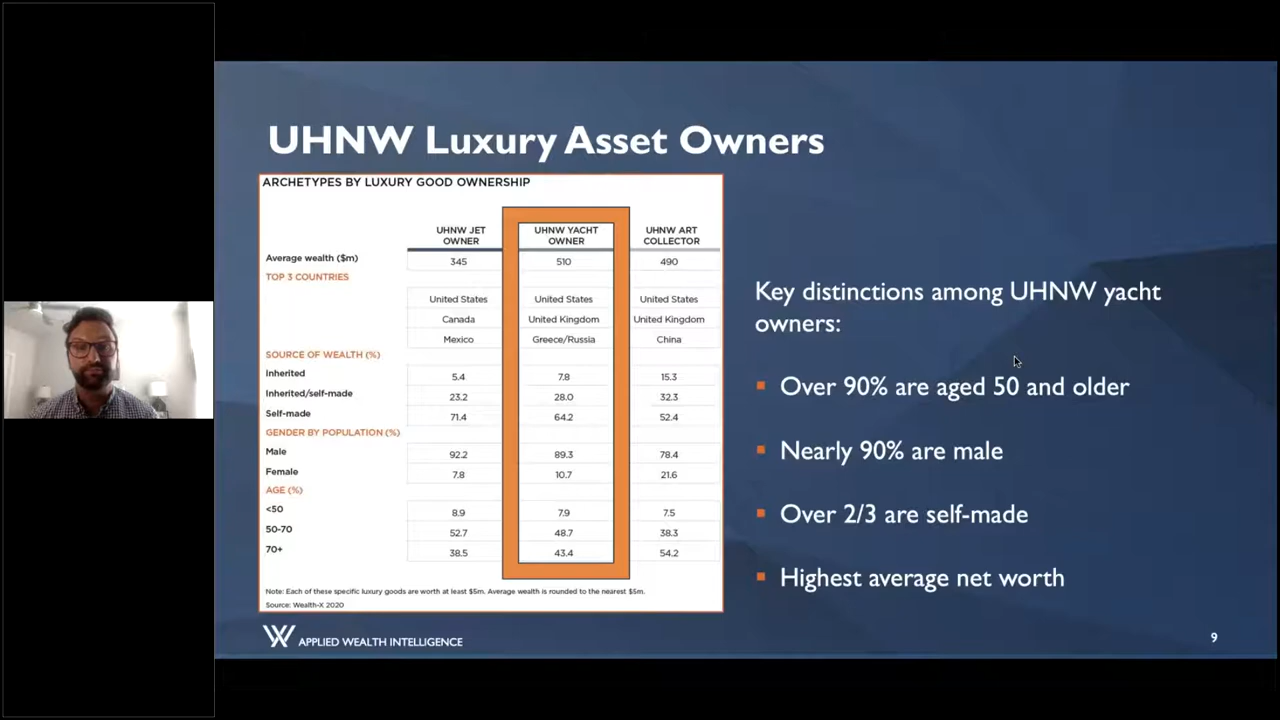 UHNW Luxury Asset Owners
ARCHETYPES BY LUXURY GOOD OWNERSHIP
UHNW JET OWNER UHNW YACHT OWNER UHNW ART COLLECTOR
Average wealth ($m) 345 510 490
TOP 3 COUNTRIES
United States United States United States
Canada United Kingdom United Kingdom
Mexico Greece/Russia China
SOURCE OF WEALTH (%)
Inherited 5.4 7.8 15.3
Inherited/self-made 23.2 28.0 32.3
Self-made 71.4 64.2 52.4
GENDER BY POPULATION (%)
Male 92.2 89.3 78.4
Female 7.8 10.7 21.6
AGE (%)
<50 8.9 7.9 7.5
50-70 52.7 48.7 38.3
70+ 38.5 43.4 54.2
Note: Each of these specific luxury goods are worth at least $5m. Average wealth is rounded to the nearest $5m.
Source: Wealth-X 2020
Key distinctions among UHNW yacht
owners:
▪ Over 90% are aged 50 and older
▪ Nearly 90% are male
▪ Over 2/3 are self-made
▪ Highest average net worth
APPLIED WEALTH INTELLIGENCE
9